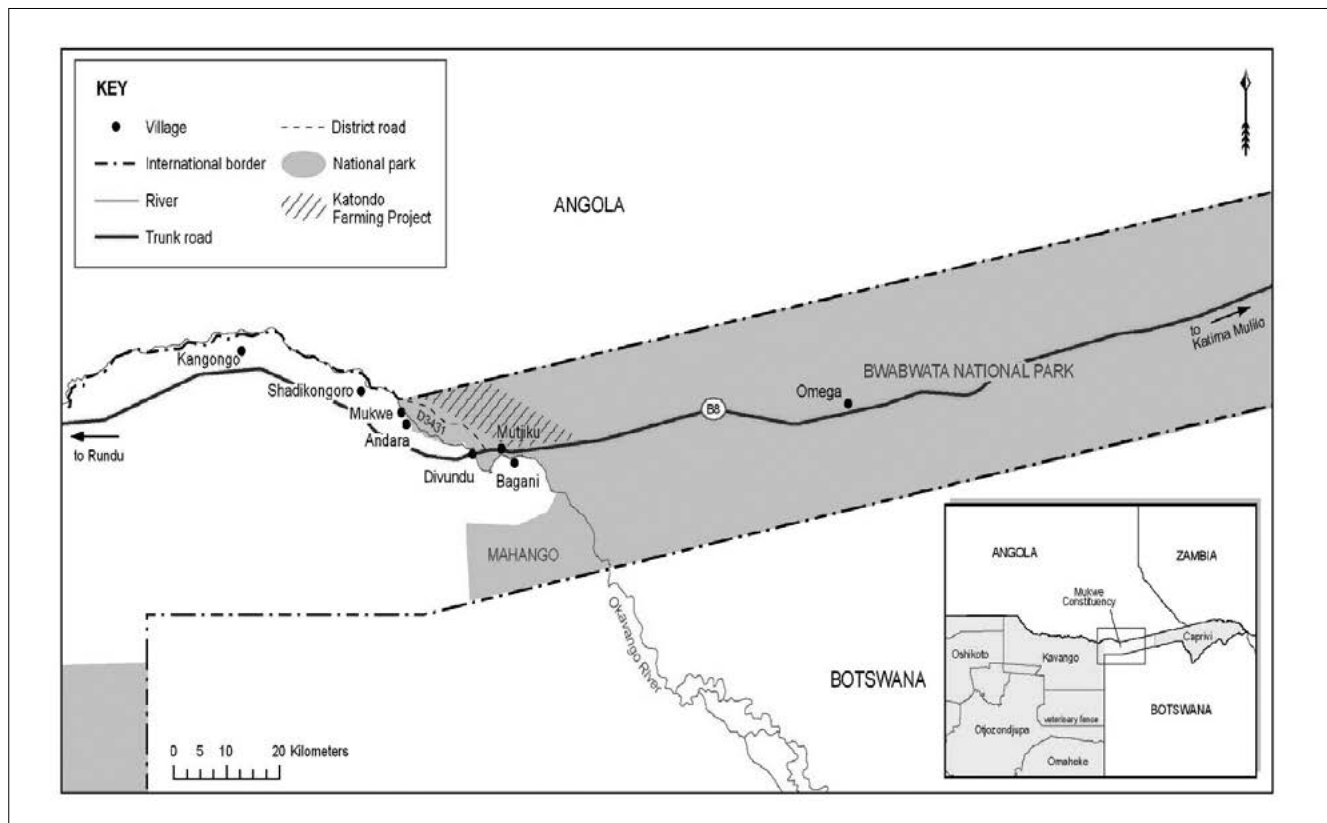 KEY
Village
International border
River
Trunk road
District road
National park
Katondo
Farming Project
ANGOLA
to
Katima Mulilo
BWABWATA NATIONAL PARK
Kangongo
Omega
Shadikongoro
B8
Mukwe
D3431
Mutjiku
Andara
to Rundu
Divundu
Bagani
MAHANGO
Okavango River
BOTSWANA
0 5 10 20 Kilometers
ANGOLA
ZAMBIA
Mukwe
Constituency
Caprivi
Oshikoto
Kavango
BOTSWANA
veterinary fence
Otjozondjupa
Omaheke